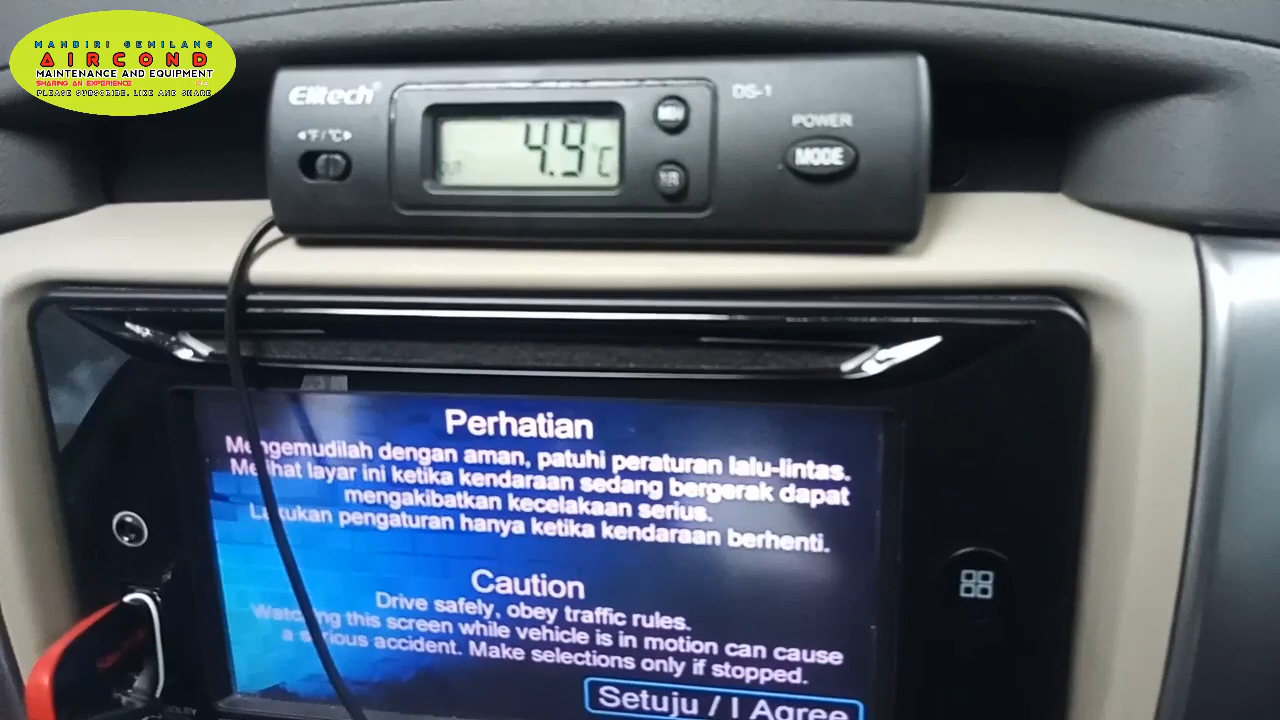 MANDIRI GEMILANG
AIRCOND
MAINTENANCE AND EQUIPMENT
SHARING AN EXPERIENCE
PLEASE SUBSCRIBE, LIKE AND SHARE
Elitech
DS-1
°F/°C
OUT
4.9°C
POWER
MODE
Perhatian
Mengemudilah dengan aman, patuhi peraturan lalu-lintas.
Melihat layar ini ketika kendaraan sedang bergerak dapat
mengakibatkan kecelakaan serius.
Lakukan pengaturan hanya ketika kendaraan berhenti.
Caution
Drive safely, obey traffic rules.
Watching this screen while vehicle is in motion can cause
a serious accident. Make selections only if stopped.
Setuju / I Agree